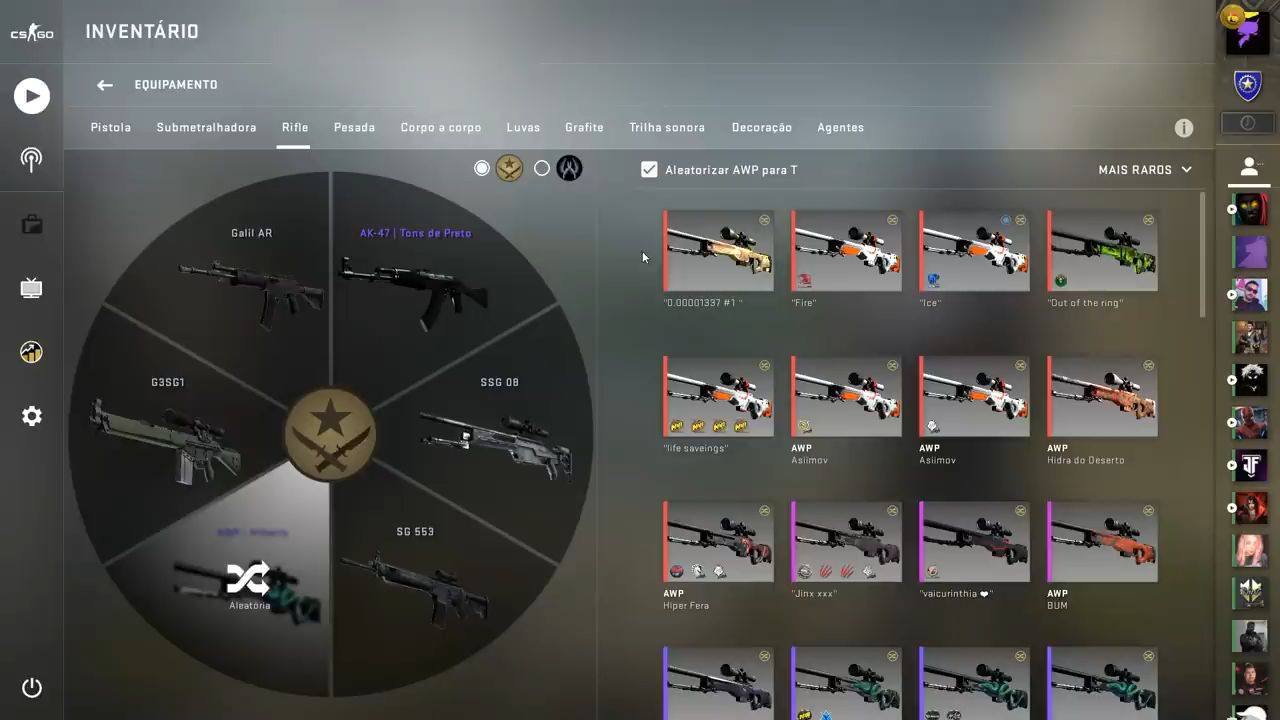 CS GO
INVENTÁRIO
EQUIPAMENTO
Pistola
Submetralhadora
Rifle
Pesada
Corpo a corpo
Luvas
Grafite
Trilha sonora
Decoração
Agentes
Aleatorizar AWP para T
MAIS RAROS
Galil AR
AK-47 | Tons de Preto
G3SG1
SSG 08
SG 553
Aleatória
"0.00001337 #1 "
"Fire"
"Ice"
"Out of the ring"
"life saveings"
AWP
Asiimov
AWP
Asiimov
AWP
Hidra do Deserto
AWP
Hiper Fera
"Jinx xxx"
"vaicurinthia ❤"
AWP
BUM